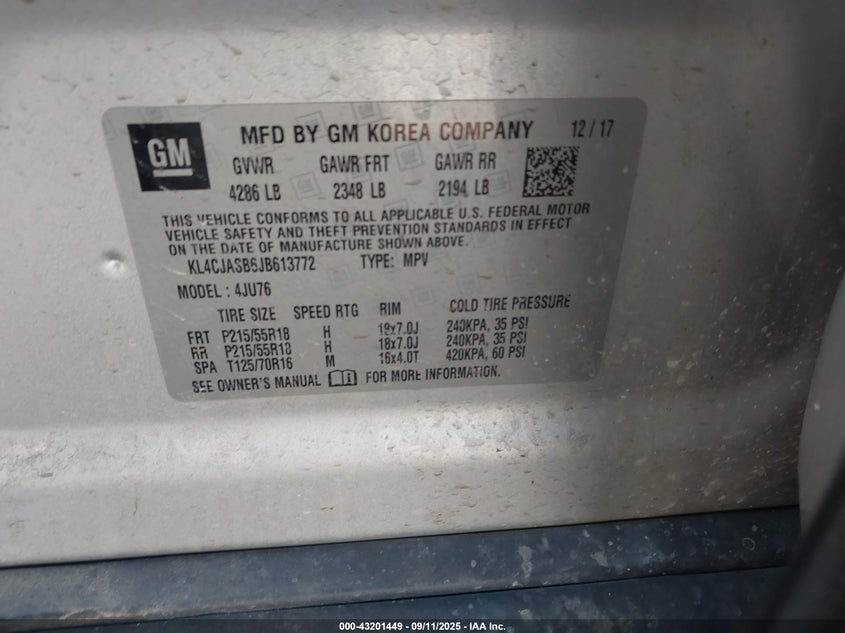 GM
MFD BY GM KOREA COMPANY 12/17
GVWR GAWR FRT GAWR RR
4286 LB 2348 LB 2194 LB
THIS VEHICLE CONFORMS TO ALL APPLICABLE U.S. FEDERAL MOTOR
VEHICLE SAFETY AND THEFT PREVENTION STANDARDS IN EFFECT
ON THE DATE OF MANUFACTURE SHOWN ABOVE.
KL4CJASB6JB613772 TYPE: MPV
MODEL : 4JU76
TIRE SIZE SPEED RTG RIM COLD TIRE PRESSURE
FRT P215/55R18 H 18x7.0J 240KPA, 35 PSI
RR P215/55R18 H 18x7.0J 240KPA, 35 PSI
SPA T125/70R16 M 16x4.0T 420KPA, 60 PSI
SEE OWNER'S MANUAL FOR MORE INFORMATION.
000-43201449 - 09/11/2025 - IAA Inc.